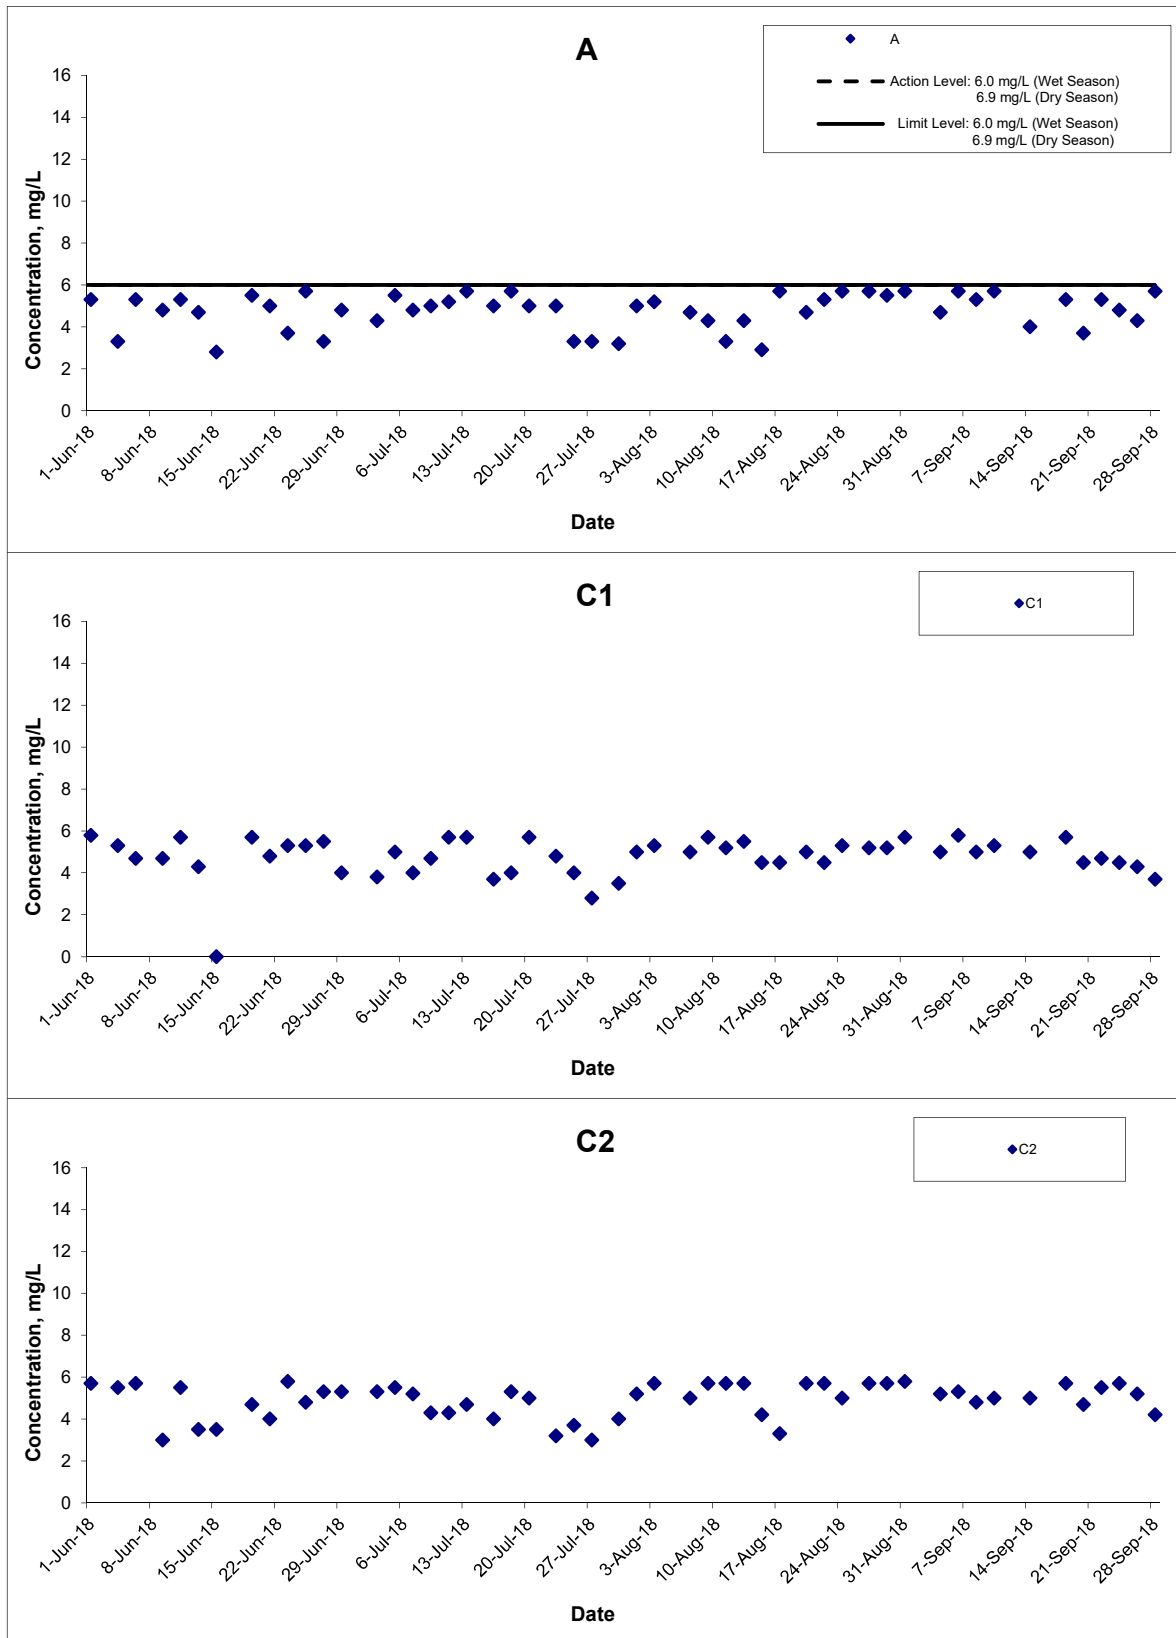 A
A
Action Level: 6.0 mg/L (Wet Season)
6.9 mg/L (Dry Season)
Limit Level: 6.0 mg/L (Wet Season)
6.9 mg/L (Dry Season)
Concentration, mg/L
16
14
12
10
8
6
4
2
0
1-Jun-18
8-Jun-18
15-Jun-18
22-Jun-18
29-Jun-18
6-Jul-18
13-Jul-18
20-Jul-18
27-Jul-18
3-Aug-18
10-Aug-18
17-Aug-18
24-Aug-18
31-Aug-18
7-Sep-18
14-Sep-18
21-Sep-18
28-Sep-18
Date
C1
C1
Concentration, mg/L
16
14
12
10
8
6
4
2
0
1-Jun-18
8-Jun-18
15-Jun-18
22-Jun-18
29-Jun-18
6-Jul-18
13-Jul-18
20-Jul-18
27-Jul-18
3-Aug-18
10-Aug-18
17-Aug-18
24-Aug-18
31-Aug-18
7-Sep-18
14-Sep-18
21-Sep-18
28-Sep-18
Date
C2
C2
Concentration, mg/L
16
14
12
10
8
6
4
2
0
1-Jun-18
8-Jun-18
15-Jun-18
22-Jun-18
29-Jun-18
6-Jul-18
13-Jul-18
20-Jul-18
27-Jul-18
3-Aug-18
10-Aug-18
17-Aug-18
24-Aug-18
31-Aug-18
7-Sep-18
14-Sep-18
21-Sep-18
28-Sep-18
Date